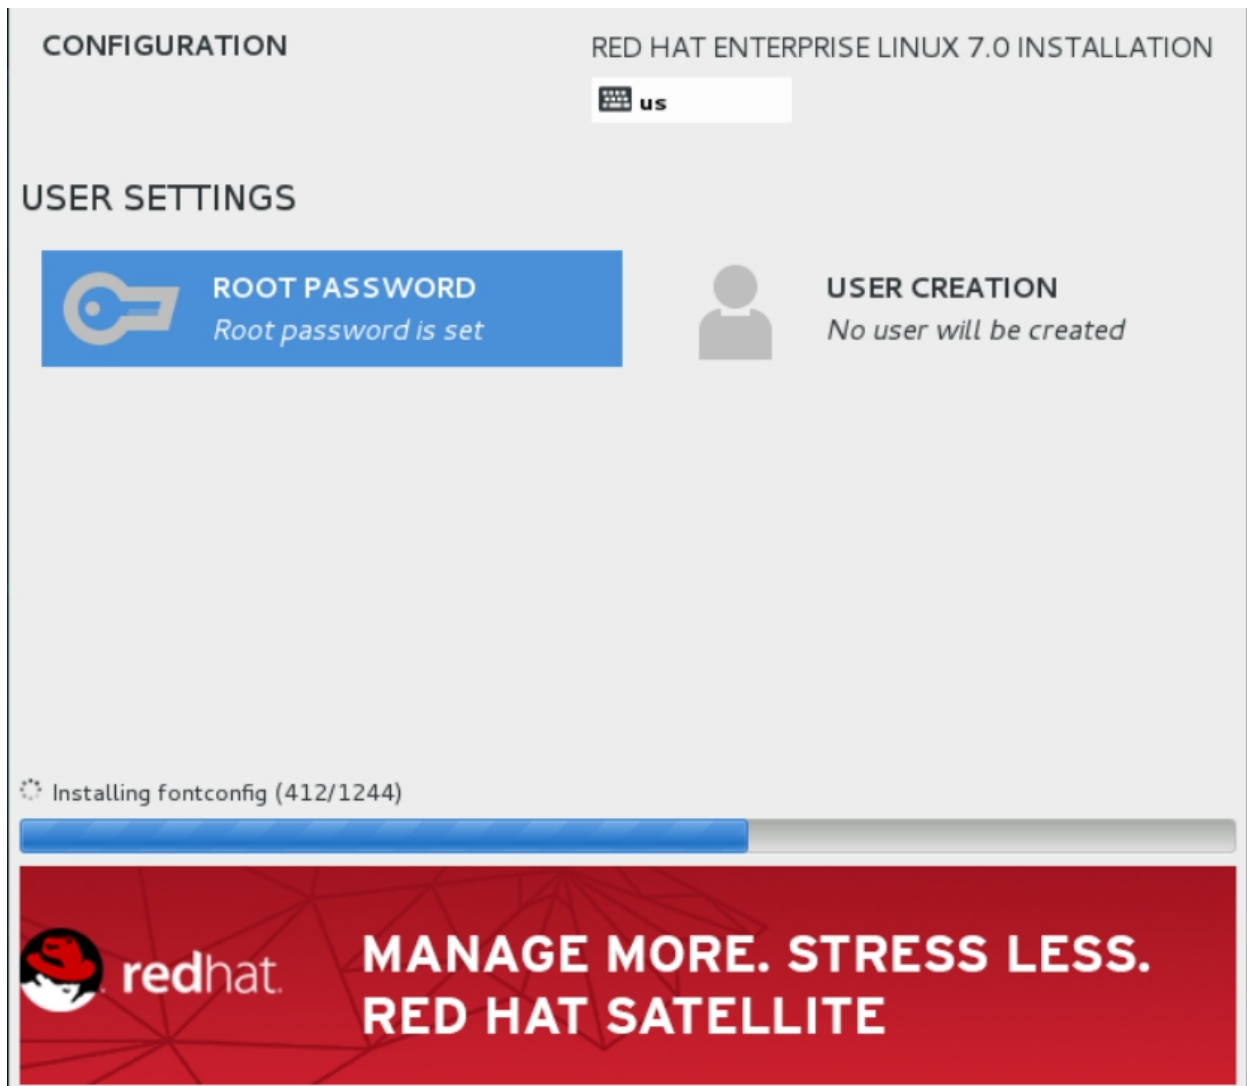 CONFIGURATION
RED HAT ENTERPRISE LINUX 7.0 INSTALLATION
us
USER SETTINGS
ROOT PASSWORD
Root password is set
USER CREATION
No user will be created
Installing fontconfig (412/1244)
redhat.
MANAGE MORE. STRESS LESS.
RED HAT SATELLITE